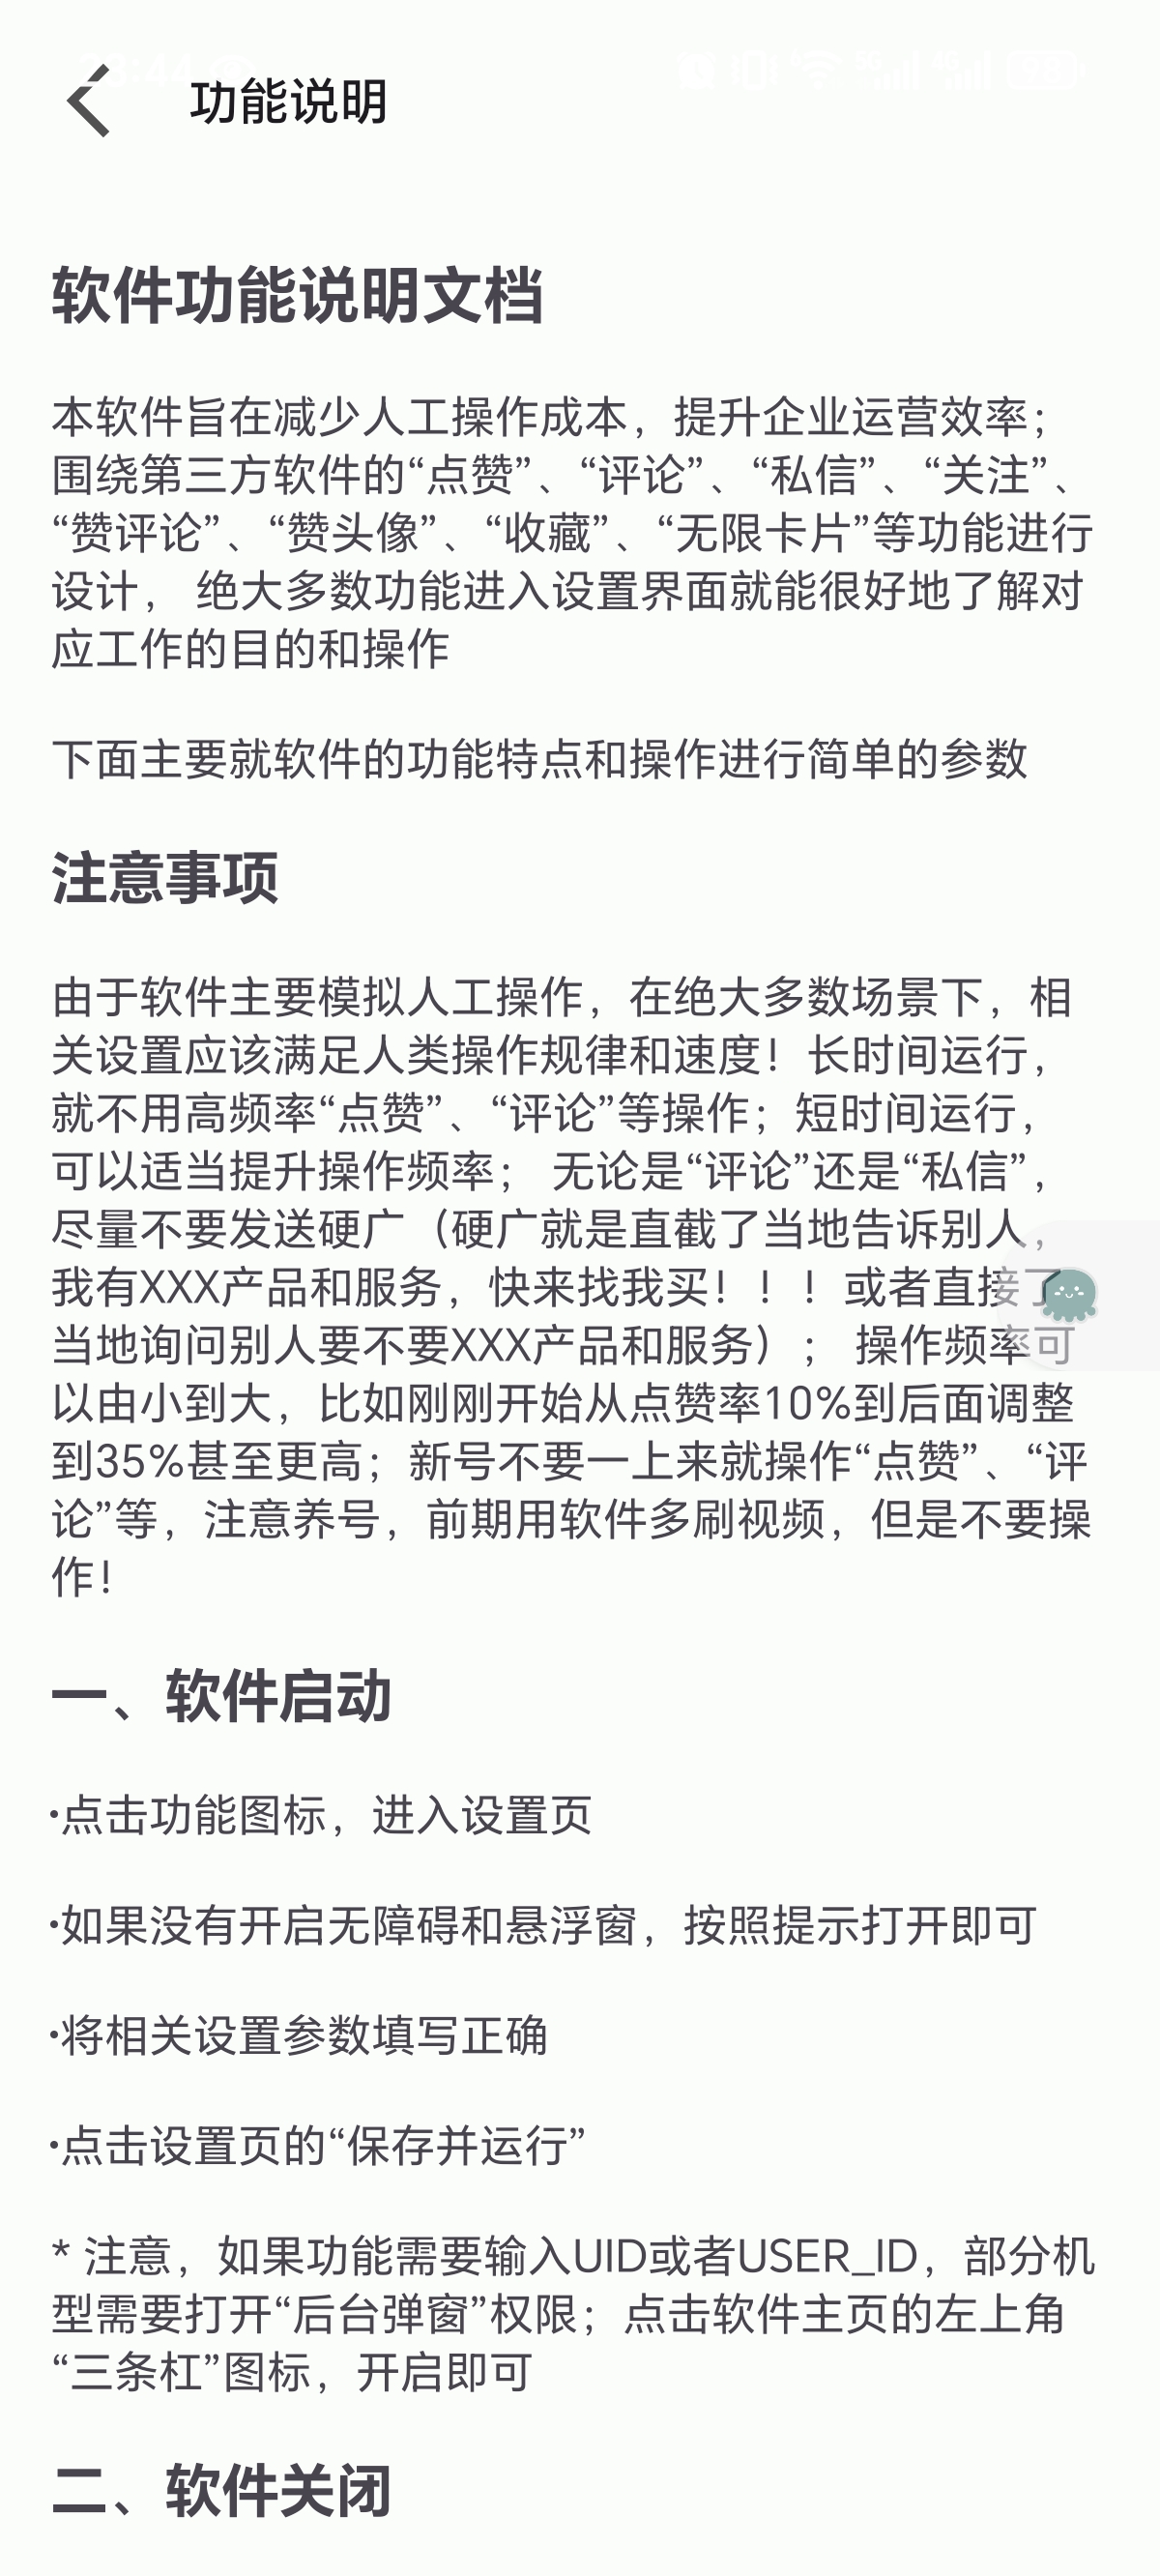 功能说明
软件功能说明文档
本软件旨在减少人工操作成本，提升企业运营效率；
围绕第三方软件的“点赞”、“评论”、“私信”、“关注”、
“赞评论”、“赞头像”、“收藏”、“无限卡片”等功能进行
设计， 绝大多数功能进入设置界面就能很好地了解对
应工作的目的和操作
下面主要就软件的功能特点和操作进行简单的参数
注意事项
由于软件主要模拟人工操作，在绝大多数场景下，相
关设置应该满足人类操作规律和速度！长时间运行，
就不用高频率“点赞”、“评论”等操作；短时间运行，
可以适当提升操作频率； 无论是“评论”还是“私信”，
尽量不要发送硬广（硬广就是直截了当地告诉别人，
我有XXX产品和服务，快来找我买！！！或者直接了
当地询问别人要不要XXX产品和服务）； 操作频率可
以由小到大，比如刚刚开始从点赞率10%到后面调整
到35%甚至更高；新号不要一上来就操作“点赞”、“评
论”等，注意养号，前期用软件多刷视频，但是不要操
作！
一、软件启动
·点击功能图标，进入设置页
·如果没有开启无障碍和悬浮窗，按照提示打开即可
·将相关设置参数填写正确
·点击设置页的“保存并运行”
* 注意，如果功能需要输入UID或者USER_ID，部分机
型需要打开“后台弹窗”权限；点击软件主页的左上角
“三条杠”图标，开启即可
二、软件关闭